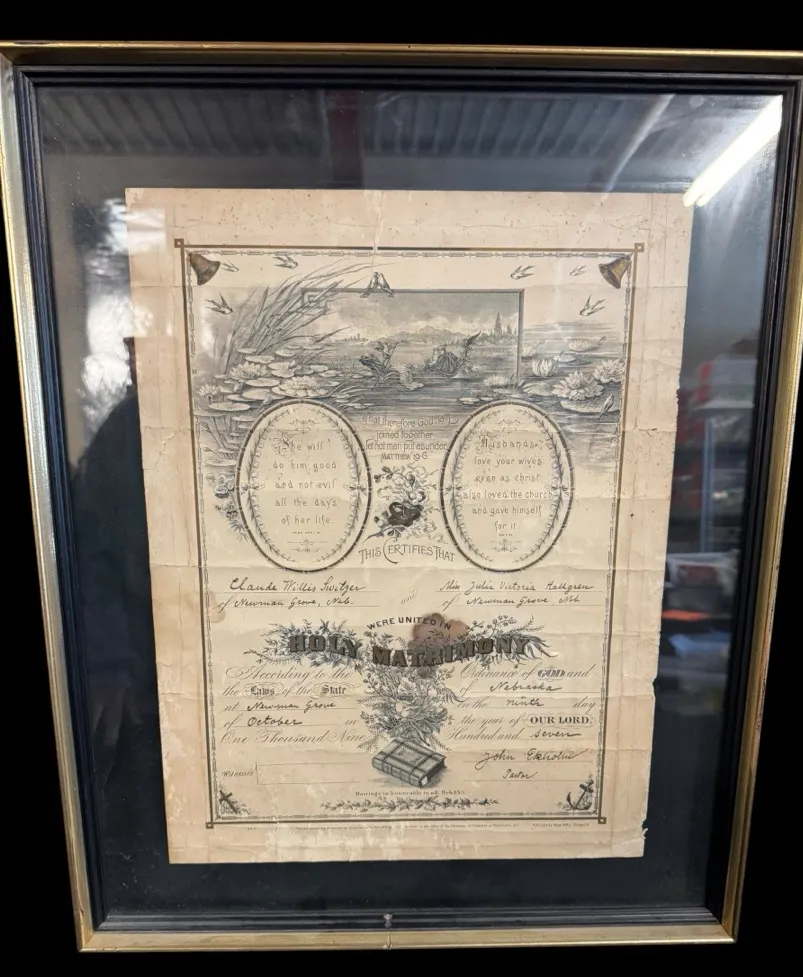 What therefore God hath
joined together
let not man put asunder.
MATTHEW 19-6.
She will
do him good
and not evil
all the days
of her life.
Husbands,
love your wives
even as christ
also loved the church
and gave himself
for it
THIS CERTIFIES THAT
Claude Willis Switzer and Miss Julia Victoria Hallgren
of Newman Grove, Neb. of Newman Grove Neb
WERE UNITED IN
HOLY MATRIMONY
According to the Ordinance of GOD and
the Laws of the State of Nebraska
at Newman Grove on the ninth day
of October in the year of OUR LORD,
One Thousand Nine Hundred and seven
John Ekholm
Pastor
Witnesses
Marriage is honourable in all.